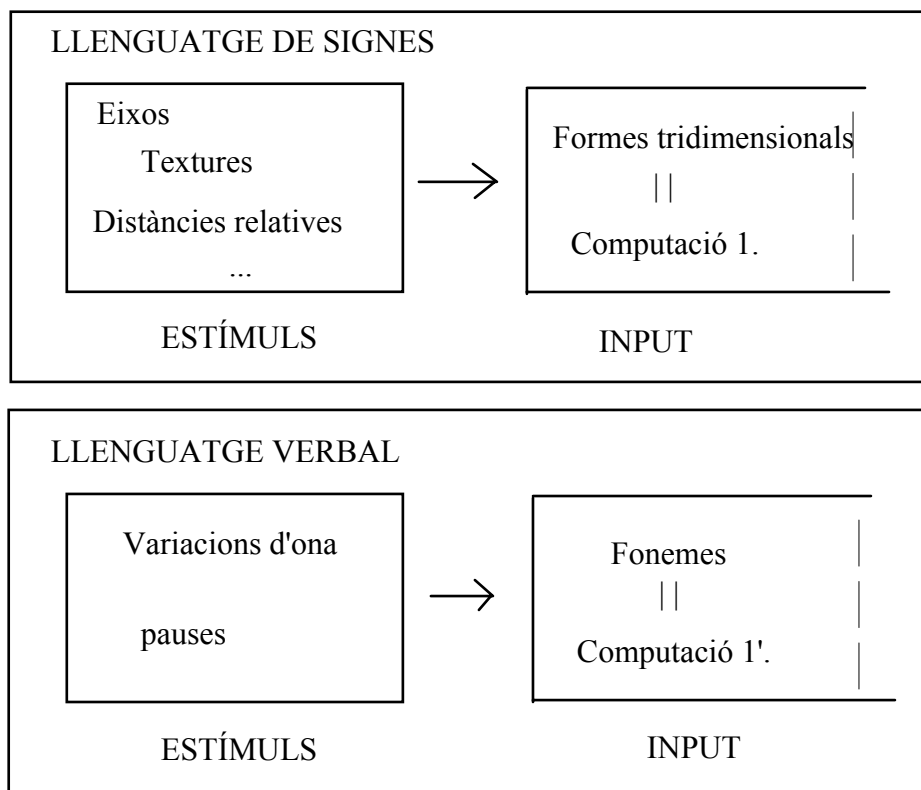 LLENGUATGE DE SIGNES
Eixos
Textures
Distàncies relatives
...
ESTÍMULS
Formes tridimensionals
||
Computació 1.
INPUT
LLENGUATGE VERBAL
Variacions d'ona
pauses
ESTÍMULS
Fonemes
||
Computació 1'.
INPUT